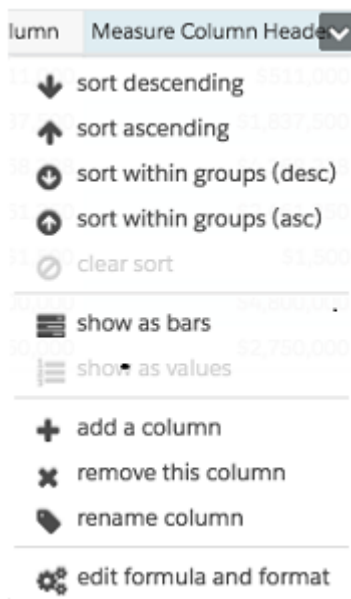 lumn Measure Column Heade
sort descending
sort ascending
sort within groups (desc)
sort within groups (asc)
clear sort
show as bars
show as values
add a column
remove this column
rename column
edit formula and format